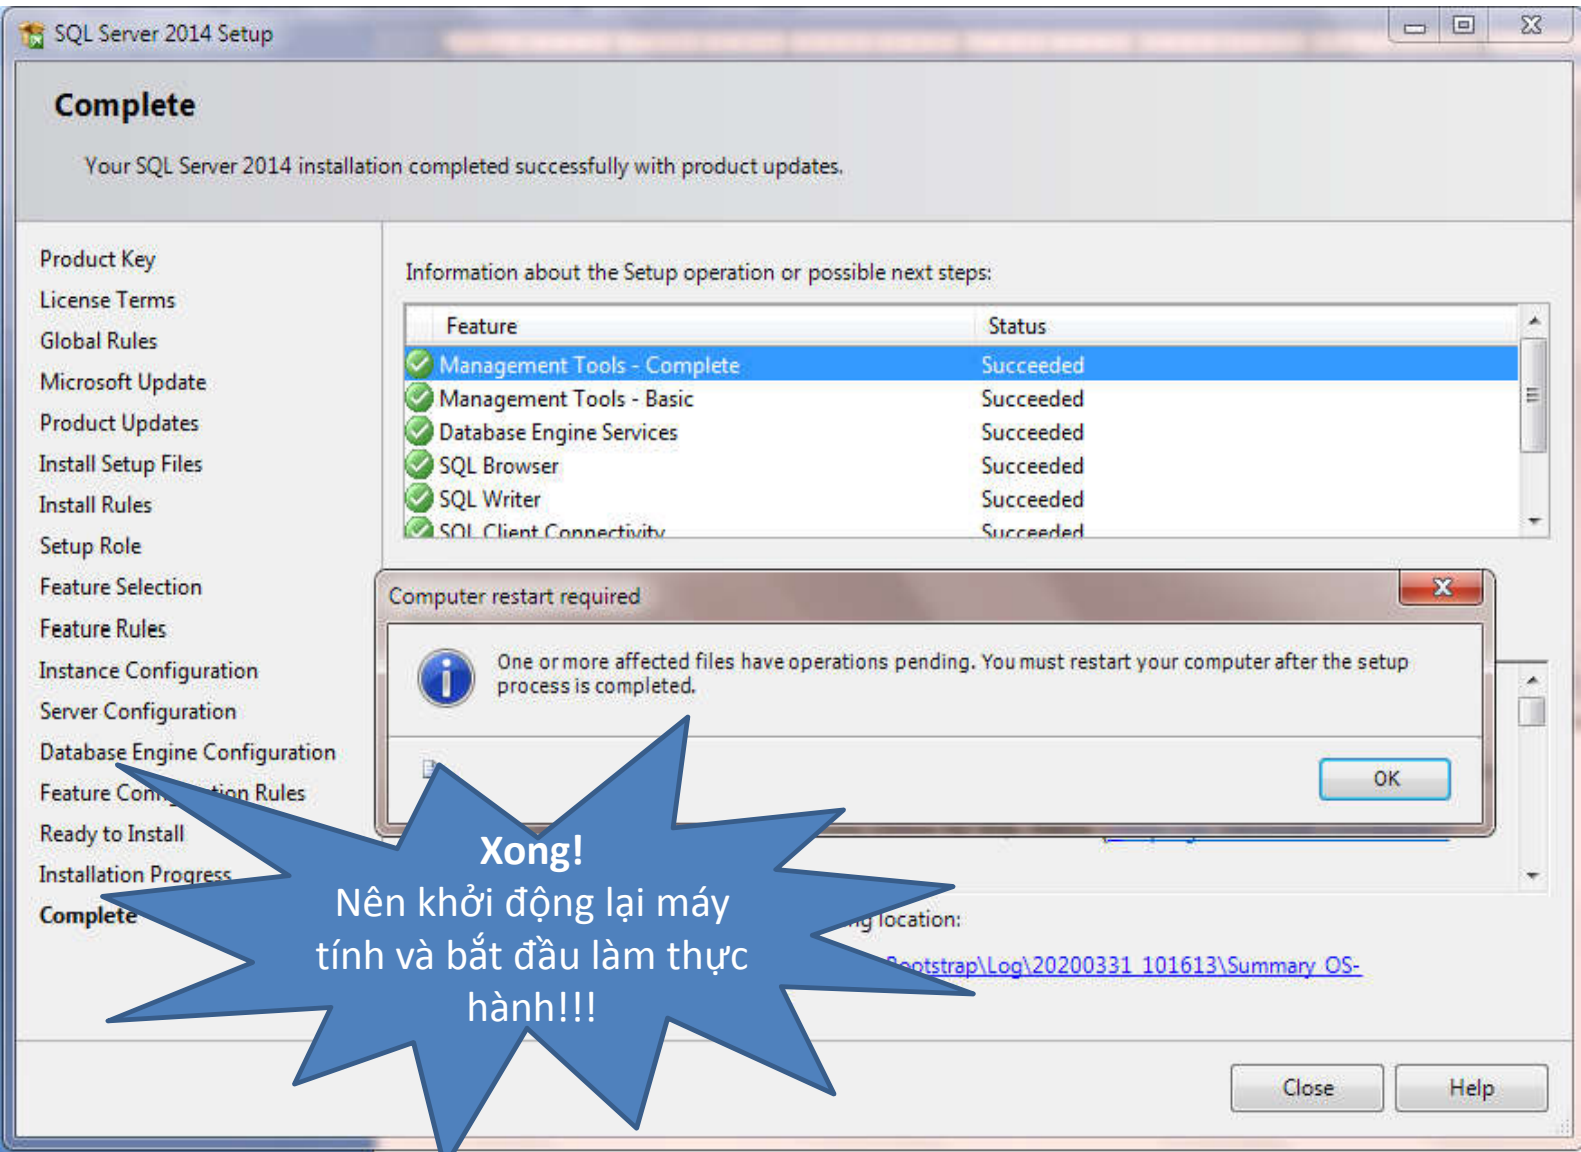 SQL Server 2014 Setup
Complete
Your SQL Server 2014 installation completed successfully with product updates.
Product Key
License Terms
Global Rules
Microsoft Update
Product Updates
Install Setup Files
Install Rules
Setup Role
Feature Selection
Feature Rules
Instance Configuration
Server Configuration
Database Engine Configuration
Feature Con tion Rules
Ready to Install
Installation Progress
Complete
Information about the Setup operation or possible next steps:
Feature Status
Management Tools - Complete Succeeded
Management Tools - Basic Succeeded
Database Engine Services Succeeded
SQL Browser Succeeded
SQL Writer Succeeded
SQL Client Connectivity Succeeded
Computer restart required
One or more affected files have operations pending. You must restart your computer after the setup
process is completed.
OK
Xong!
Nên khởi động lại máy
tính và bắt đầu làm thực
hành!!!
location:
Bootstrap\Log\20200331_101613\Summary_OS-
Close Help